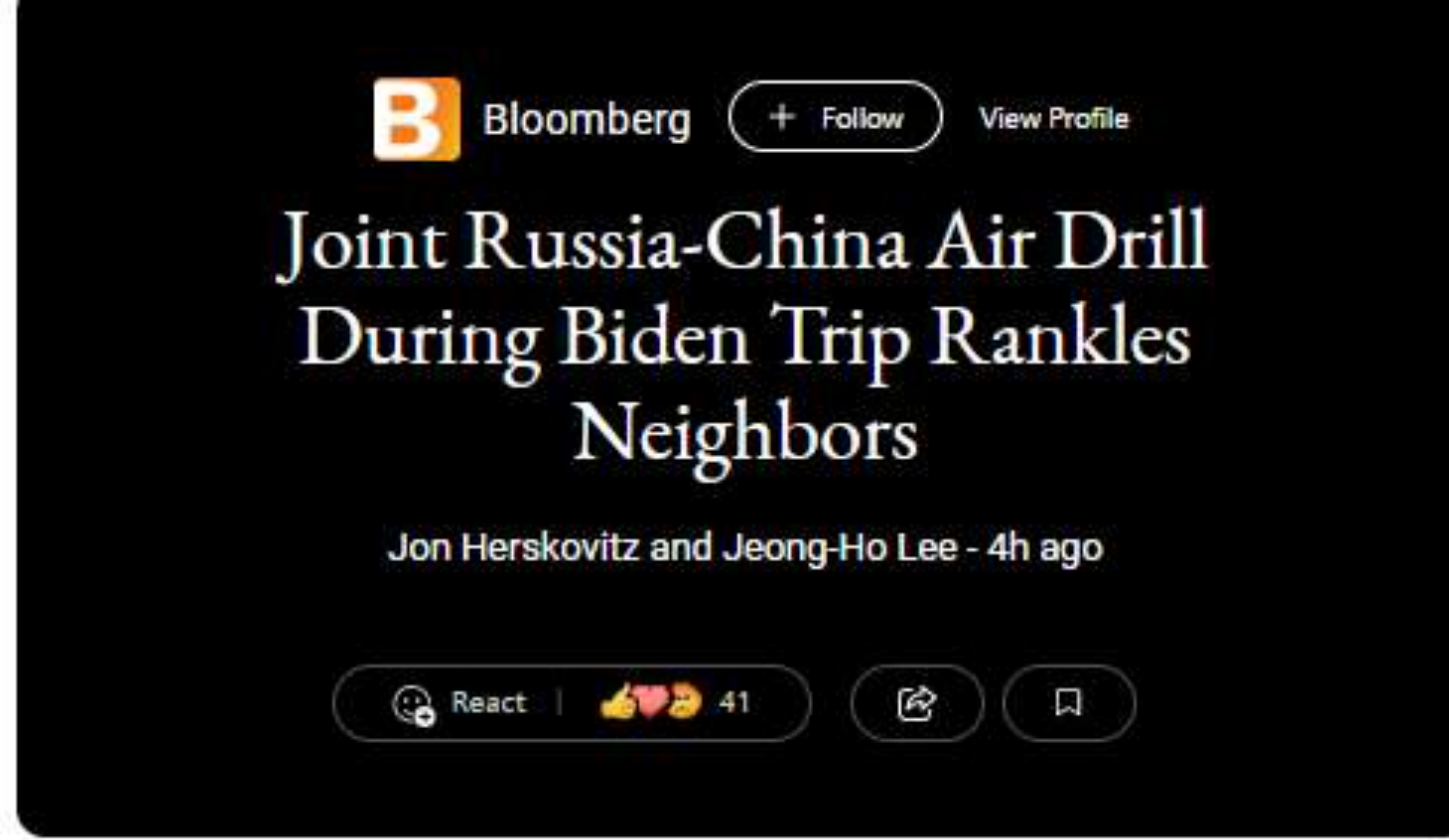 B Bloomberg + Follow View Profile
Joint Russia-China Air Drill
During Biden Trip Rankles
Neighbors
Jon Herskovitz and Jeong-Ho Lee - 4h ago
React | 41